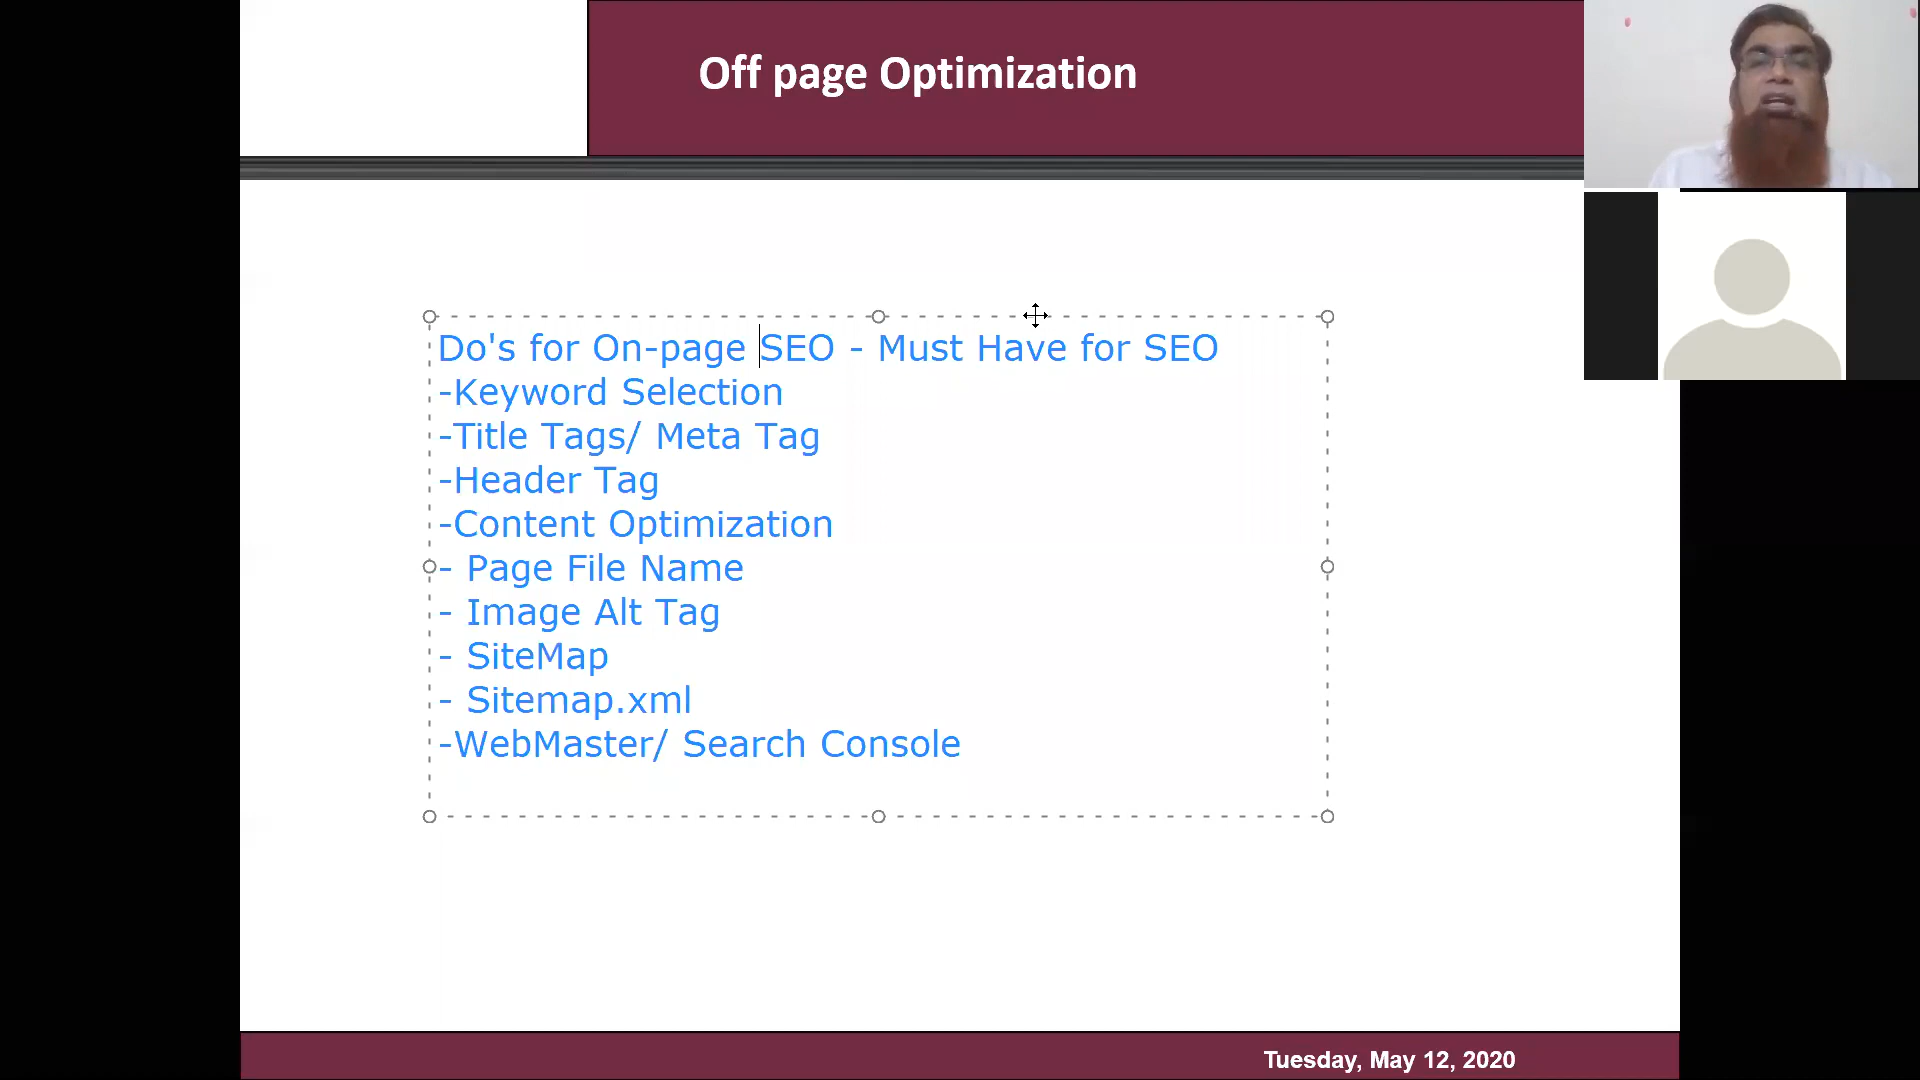 Off page Optimization
Do's for On-page SEO - Must Have for SEO
-Keyword Selection
-Title Tags/ Meta Tag
-Header Tag
-Content Optimization
- Page File Name
- Image Alt Tag
- SiteMap
- Sitemap.xml
-WebMaster/ Search Console
Tuesday, May 12, 2020